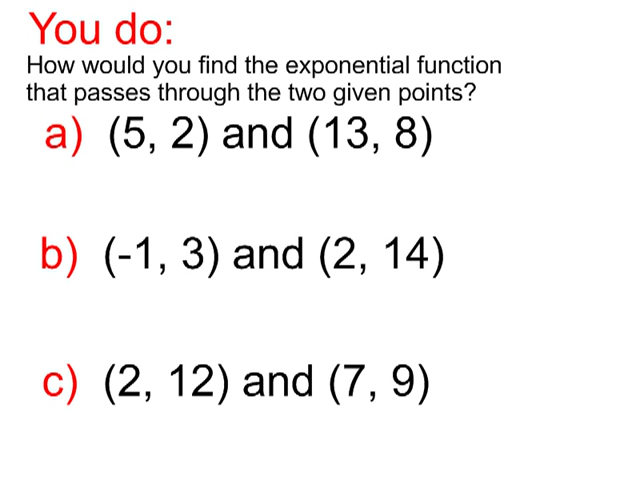 You do:
How would you find the exponential function
that passes through the two given points?
a) (5, 2) and (13, 8)
b) (-1, 3) and (2, 14)
c) (2, 12) and (7, 9)